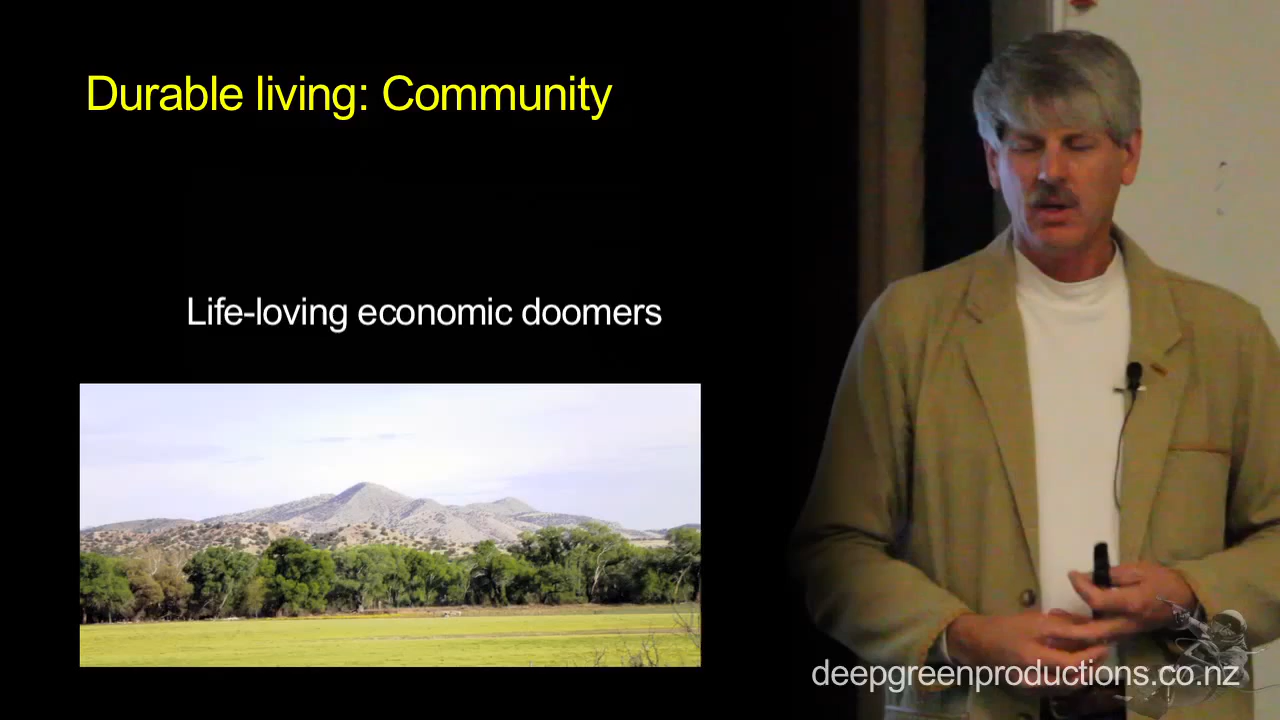 Durable living: Community
Life-loving economic doomers
deepgreenproductions.co.nz